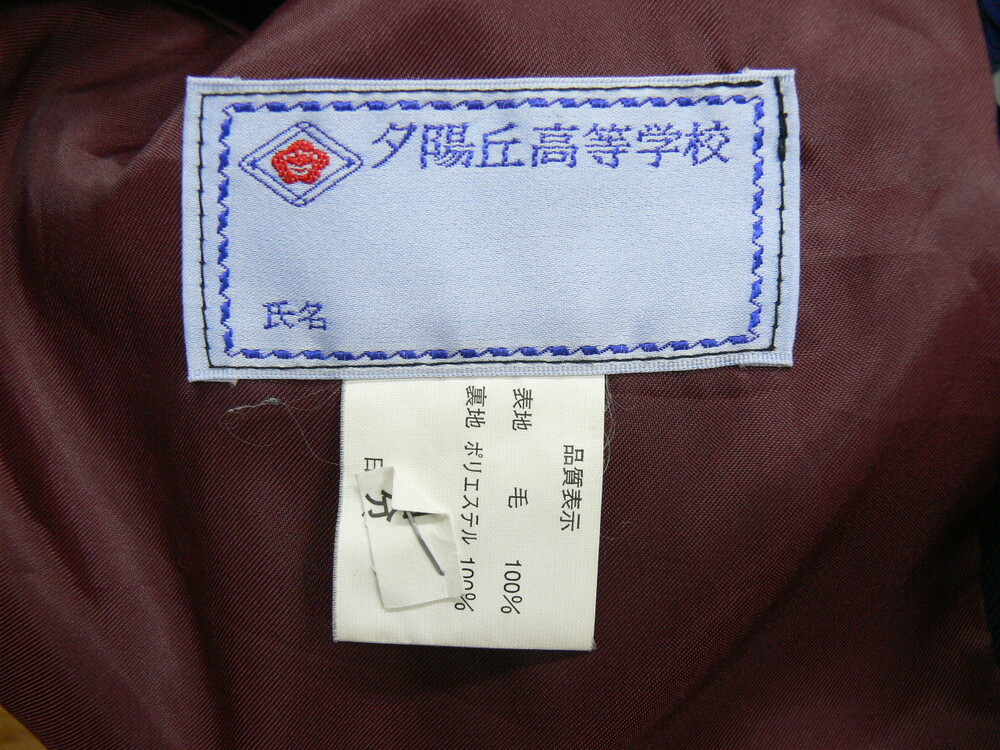 夕陽丘高等学校
氏名
品質表示
表地 毛 100%
裏地 ポリエステル 100%
分